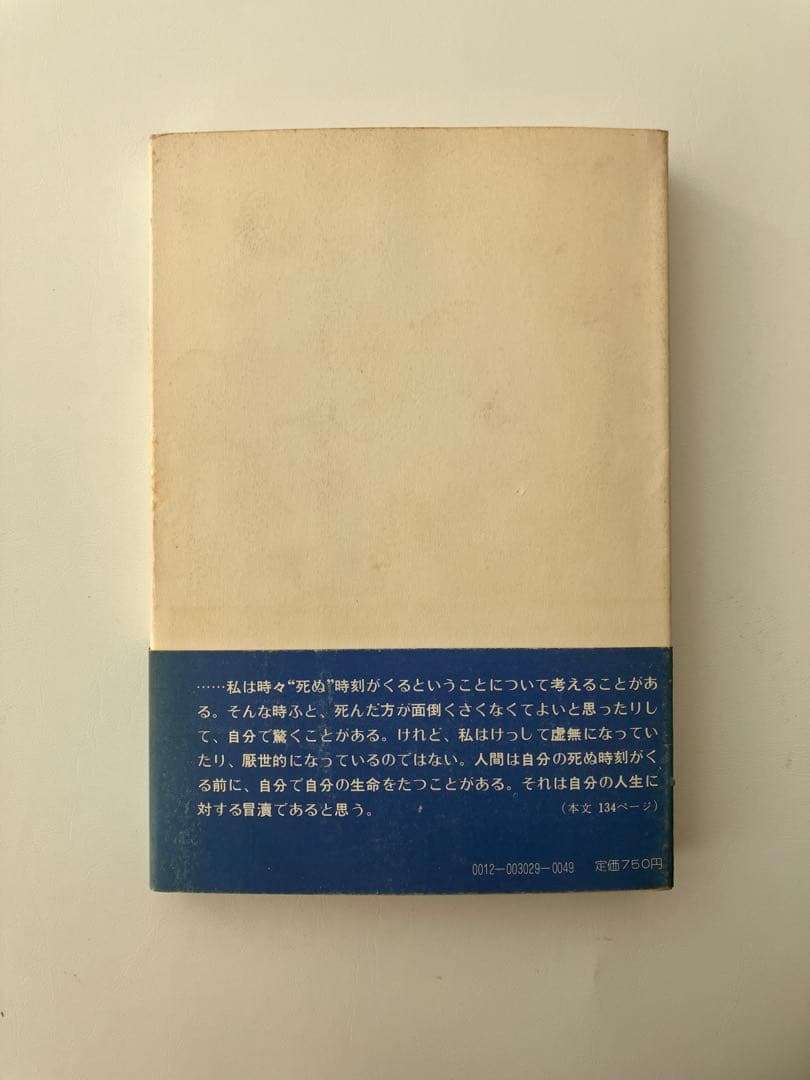 ……私は時々“死ぬ”時刻がくるということについて考えることがあ
る。そんな時ふと、死んだ方が面倒くさくなくてよいと思ったりし
て、自分で驚くことがある。けれど、私はけっして虚無になってい
たり、厭世的になっているのではない。人間は自分の死ぬ時刻がく
る前に、自分で自分の生命をたつことがある。それは自分の人生に
対する冒瀆であると思う。 （本文 134ページ）
0012—003029—0049 定価750円